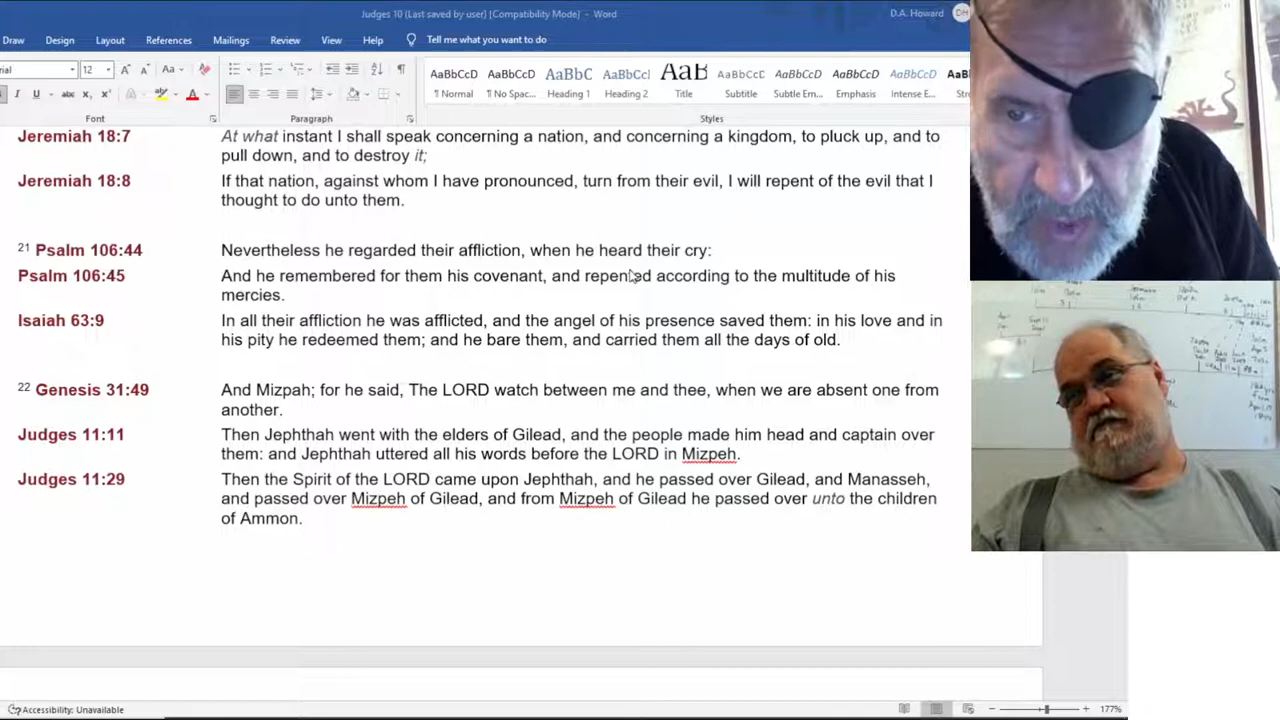 Judges 10 (Last saved by user) [Compatibility Mode] - Word
D.A. Howard
DH
Draw Design Layout References Mailings Review View Help Tell me what you want to do
rial 12 Aa
AaBbCcD AaBbCcD AaBbC AaBbCcI AaB AaBbCcD AaBbCcD AaBbCcD AaBbCcD AaBb
¶ Normal ¶ No Spac... Heading 1 Heading 2 Title Subtitle Subtle Em... Emphasis Intense E... Stro
Font Paragraph Styles
Jeremiah 18:7 At what instant I shall speak concerning a nation, and concerning a kingdom, to pluck up, and to
pull down, and to destroy it;
Jeremiah 18:8 If that nation, against whom I have pronounced, turn from their evil, I will repent of the evil that I
thought to do unto them.
21 Psalm 106:44 Nevertheless he regarded their affliction, when he heard their cry:
Psalm 106:45 And he remembered for them his covenant, and repented according to the multitude of his
mercies.
Isaiah 63:9 In all their affliction he was afflicted, and the angel of his presence saved them: in his love and in
his pity he redeemed them; and he bare them, and carried them all the days of old.
22 Genesis 31:49 And Mizpah; for he said, The LORD watch between me and thee, when we are absent one from
another.
Judges 11:11 Then Jephthah went with the elders of Gilead, and the people made him head and captain over
them: and Jephthah uttered all his words before the LORD in Mizpeh.
Judges 11:29 Then the Spirit of the LORD came upon Jephthah, and he passed over Gilead, and Manasseh,
and passed over Mizpeh of Gilead, and from Mizpeh of Gilead he passed over unto the children
of Ammon.
Accessibility: Unavailable
177%